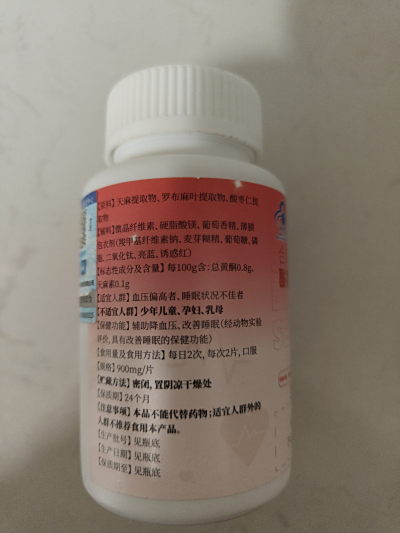 【原料】天麻提取物、罗布麻叶提取物、酸枣仁提
取物
【辅料】微晶纤维素、硬脂酸镁、葡萄香精、薄膜
包衣剂(羧甲基纤维素钠、麦芽糊精、葡萄糖、磷
脂、二氧化钛、亮蓝、诱惑红)
【标志性成分及含量】每100g含:总黄酮0.8g、
天麻素0.1g
【适宜人群】血压偏高者、睡眠状况不佳者
【不适宜人群】少年儿童、孕妇、乳母
【保健功能】辅助降血压、改善睡眠(经动物实验
评价,具有改善睡眠的保健功能)
【食用量及食用方法】每日2次,每次2片,口服
【规格】900mg/片
【贮藏方法】密闭,置阴凉干燥处
【保质期】24个月
【注意事项】本品不能代替药物;适宜人群外的
人群不推荐食用本产品。
【生产批号】见瓶底
【生产日期】见瓶底
【保质期至】见瓶底